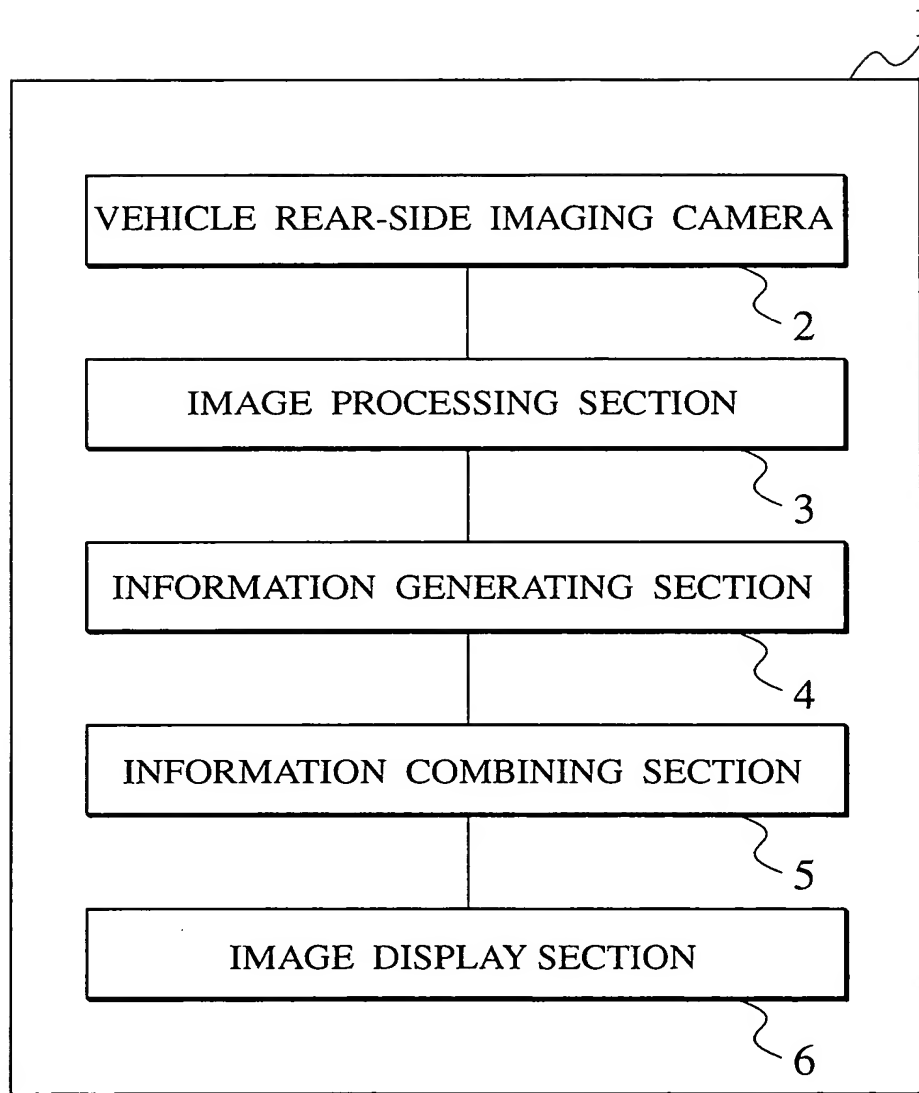 VEHICLE REAR-SIDE IMAGING CAMERA
2
IMAGE PROCESSING SECTION
3
INFORMATION GENERATING SECTION
4
INFORMATION COMBINING SECTION
5
IMAGE DISPLAY SECTION
6